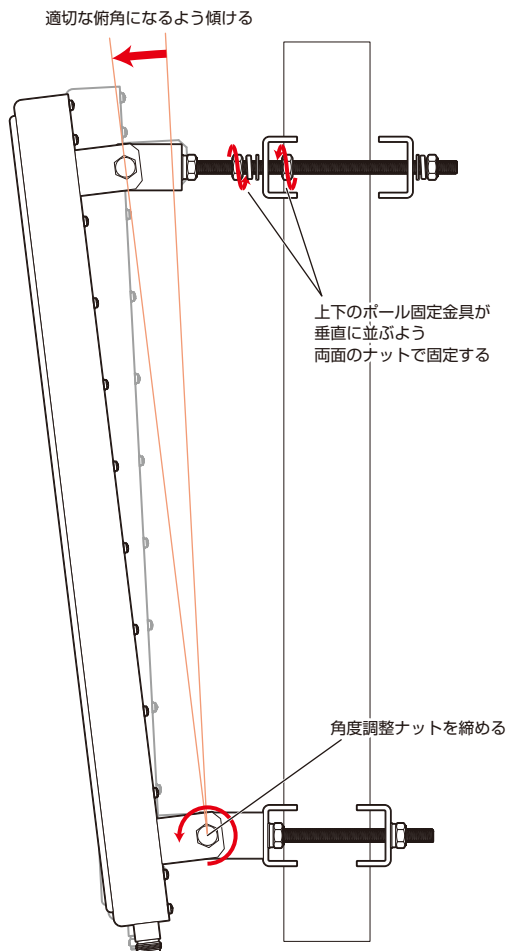 適切な俯角になるよう傾ける
上下のポール固定金具が
垂直に並ぶよう
両面のナットで固定する
角度調整ナットを締める